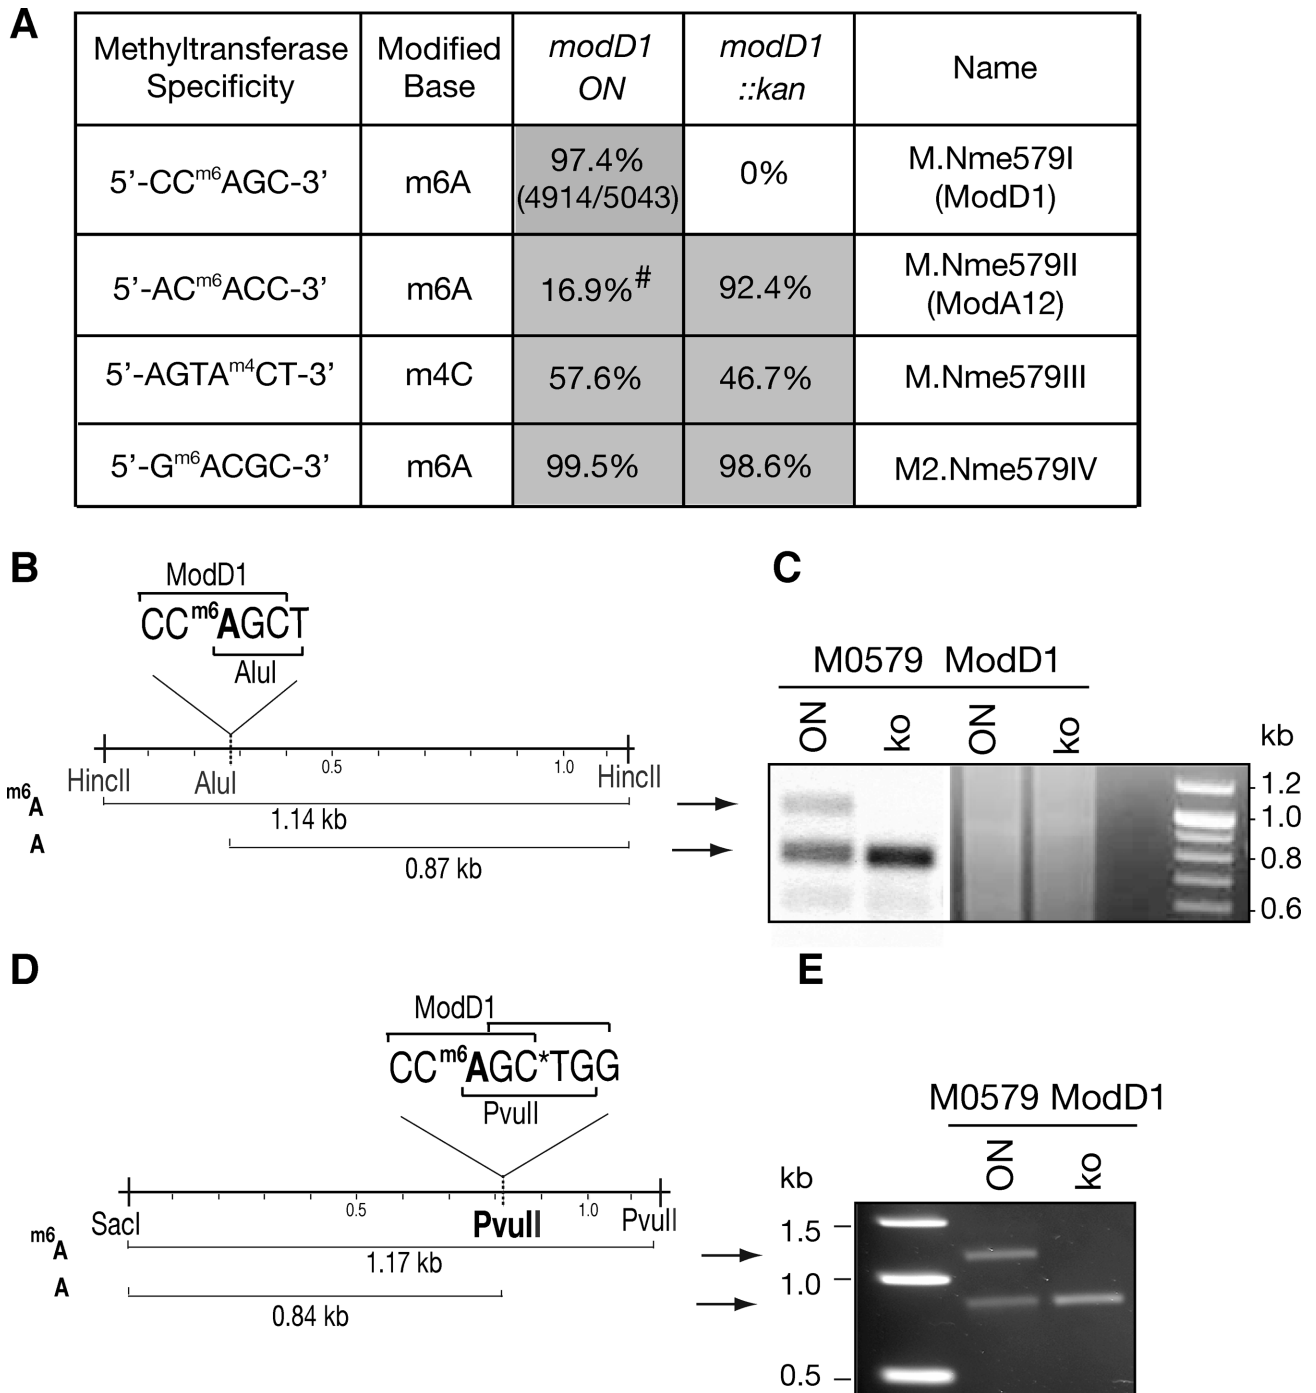 A
Methyltransferase Specificity | Modified Base | modD1 ON | modD1 ::kan | Name
5’-CCm6AGC-3’ | m6A | 97.4% (4914/5043) | 0% | M.Nme579I (ModD1)
5’-ACm6ACC-3’ | m6A | 16.9%# | 92.4% | M.Nme579II (ModA12)
5’-AGTAm4CT-3’ | m4C | 57.6% | 46.7% | M.Nme579III
5’-Gm6ACGC-3’ | m6A | 99.5% | 98.6% | M2.Nme579IV
B
ModD1
CCm6AGCT
AluI
0.5 1.0
HincII AluI HincII
m6A
1.14 kb
A
0.87 kb
C
M0579 ModD1
ON ko ON ko
kb
1.2
1.0
0.8
0.6
D
ModD1
CCm6AGC*TGG
PvuII
0.5 1.0
SacI PvuII PvuII
m6A
1.17 kb
A
0.84 kb
E
M0579 ModD1
ON ko
kb
1.5
1.0
0.5